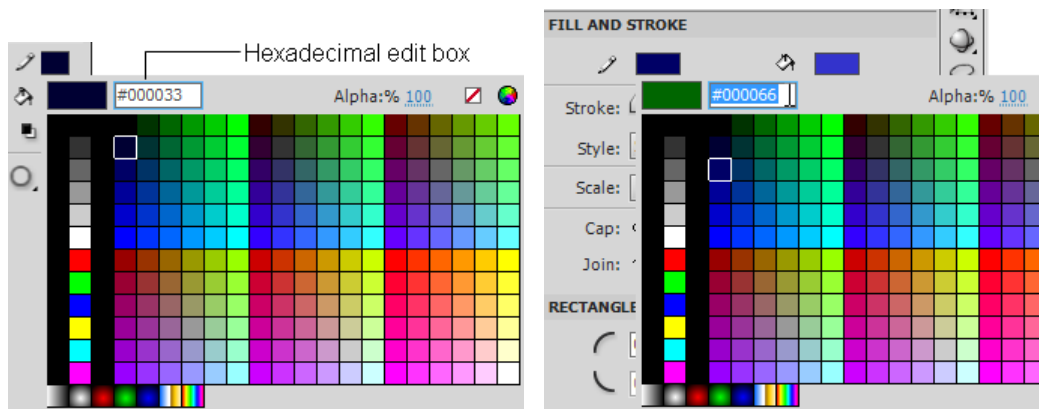 Hexadecimal edit box
#000033
Alpha:% 100
FILL AND STROKE
#000066
Alpha:% 100
Stroke:
Style:
Scale:
Cap:
Join:
RECTANGLE